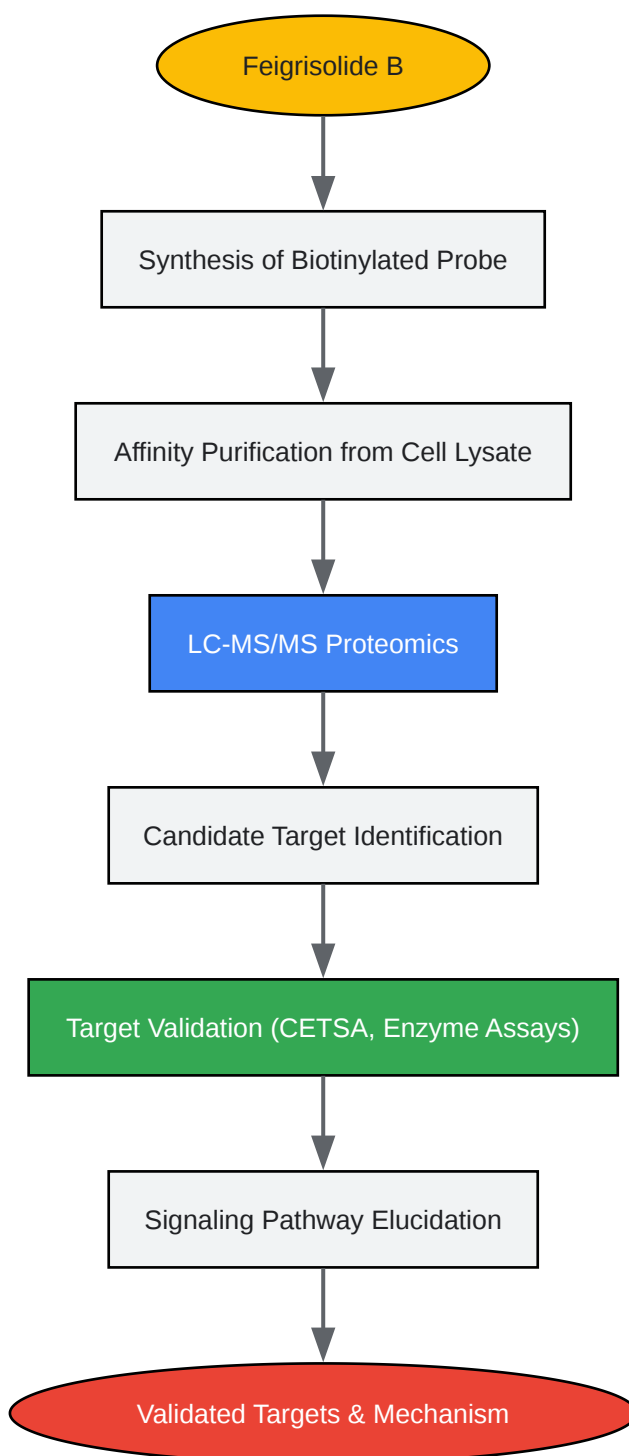 Feigrisolide B
Synthesis of Biotinylated Probe
Affinity Purification from Cell Lysate
LC-MS/MS Proteomics
Candidate Target Identification
Target Validation (CETSA, Enzyme Assays)
Signaling Pathway Elucidation
Validated Targets & Mechanism